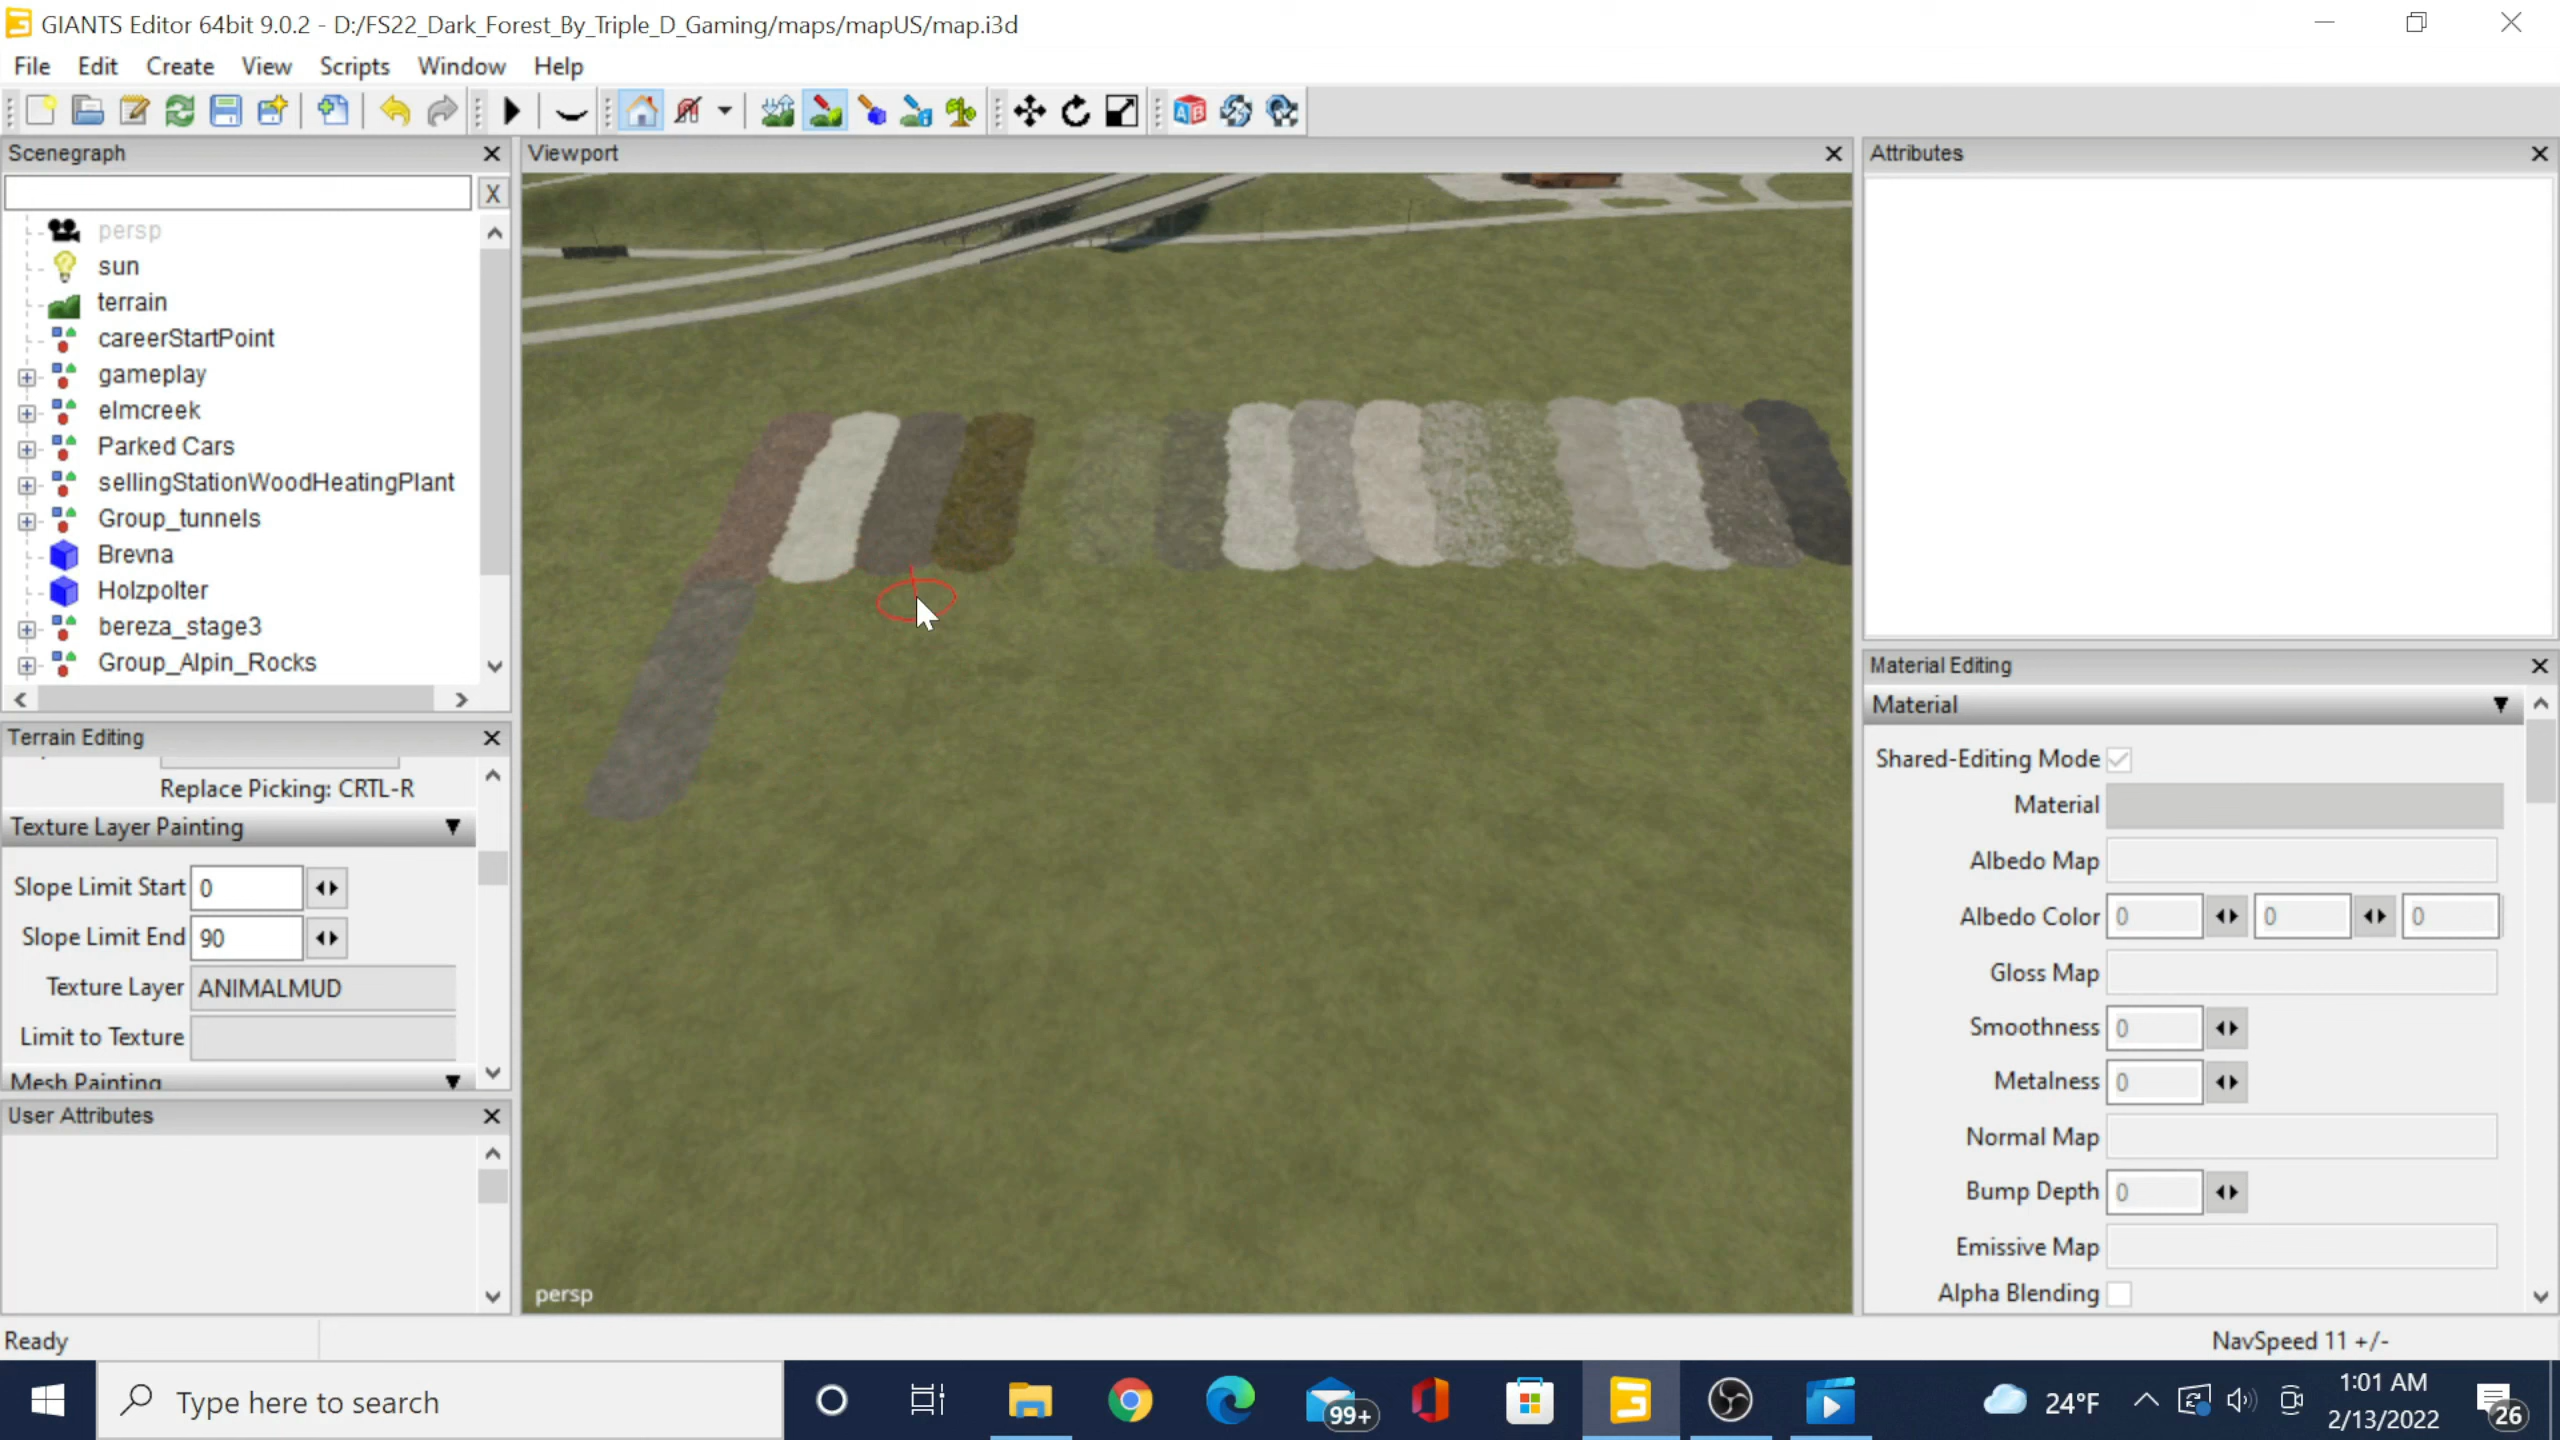 GIANTS Editor 64bit 9.0.2 - D:/FS22_Dark_Forest_By_Triple_D_Gaming/maps/mapUS/map.i3d
File Edit Create View Scripts Window Help
Scenegraph
X
persp
sun
terrain
careerStartPoint
gameplay
elmcreek
Parked Cars
sellingStationWoodHeatingPlant
Group_tunnels
Brevna
Holzpolter
bereza_stage3
Group_Alpin_Rocks
Terrain Editing
Replace Picking: CRTL-R
Texture Layer Painting
Slope Limit Start 0
Slope Limit End 90
Texture Layer ANIMALMUD
Limit to Texture
Mesh Painting
User Attributes
Viewport
persp
Attributes
Material Editing
Material
Shared-Editing Mode
Material
Albedo Map
Albedo Color 0 0 0
Gloss Map
Smoothness 0
Metalness 0
Normal Map
Bump Depth 0
Emissive Map
Alpha Blending
Ready
NavSpeed 11 +/-
Type here to search
99+
24°F
1:01 AM
2/13/2022
26